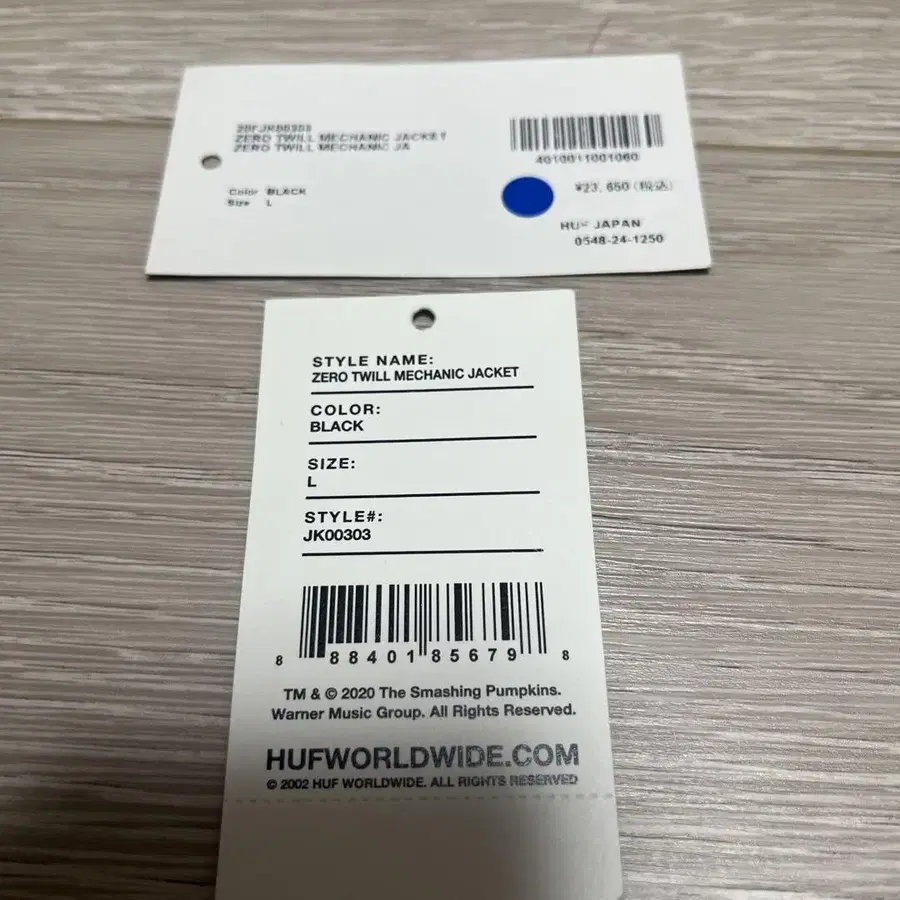 20FJK00303
ZERO TWILL MECHANIC JACKET
ZERO TWILL MECHANIC JA
Color BLACK
Size L
4010011001060
¥23,650(税込)
HUF JAPAN
0548-24-1250
STYLE NAME:
ZERO TWILL MECHANIC JACKET
COLOR:
BLACK
SIZE:
L
STYLE#:
JK00303
8 88401 85679 8
TM & © 2020 The Smashing Pumpkins.
Warner Music Group. All Rights Reserved.
HUFWORLDWIDE.COM
© 2002 HUF WORLDWIDE. ALL RIGHTS RESERVED